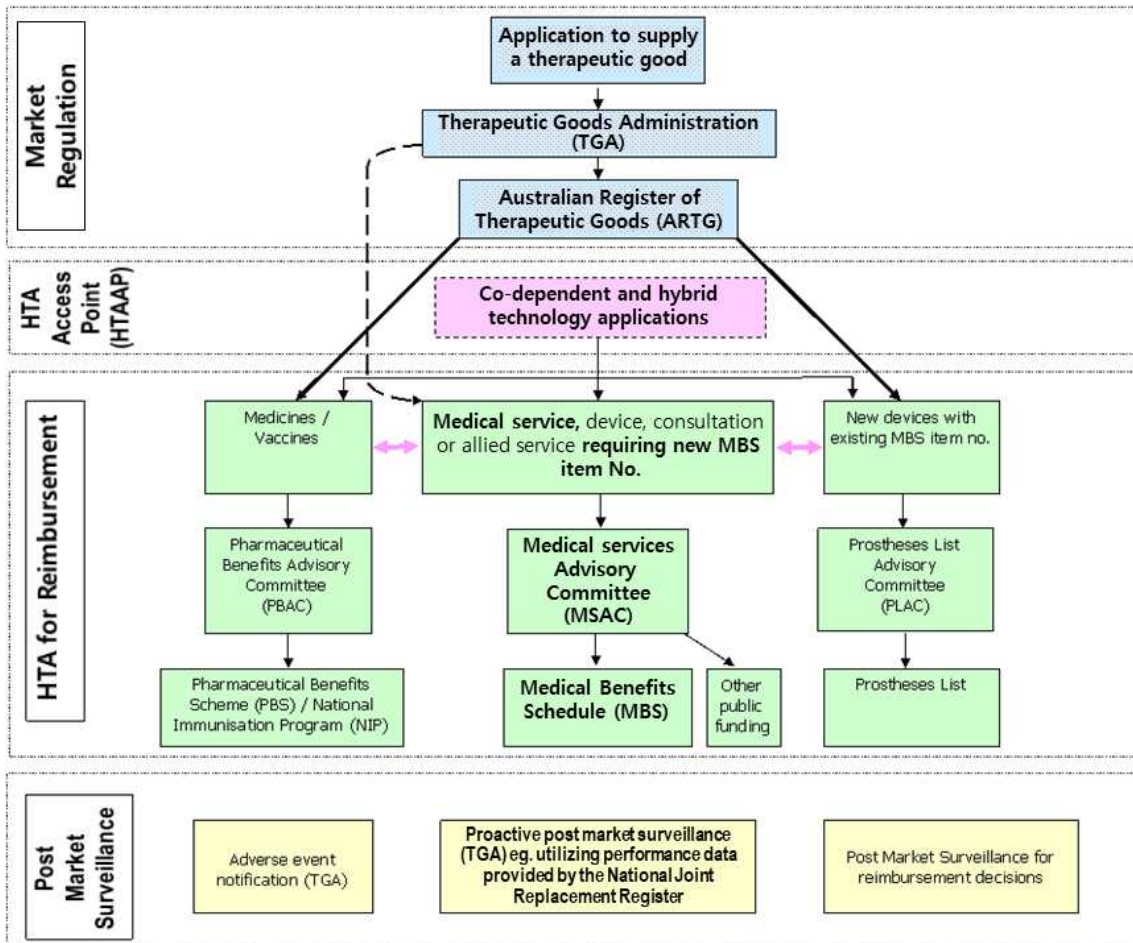 Market
Regulation
Application to supply
a therapeutic good
Therapeutic Goods Administration
(TGA)
Australian Register of
Therapeutic Goods (ARTG)
HTA
Access
Point
(HTAAP)
Co-dependent and hybrid
technology applications
HTA for Reimbursement
Medicines /
Vaccines
Medical service, device, consultation
or allied service requiring new MBS
item No.
New devices with
existing MBS item no.
Pharmaceutical
Benefits Advisory
Committee
(PBAC)
Medical services
Advisory
Committee
(MSAC)
Prostheses List
Advisory
Committee
(PLAC)
Pharmaceutical Benefits
Scheme (PBS) / National
Immunisation Program (NIP)
Medical Benefits
Schedule (MBS)
Other
public
funding
Prostheses List
Post
Market
Surveillance
Adverse event
notification (TGA)
Proactive post market surveillance
(TGA) eg. utilizing performance data
provided by the National Joint
Replacement Register
Post Market Surveillance for
reimbursement decisions